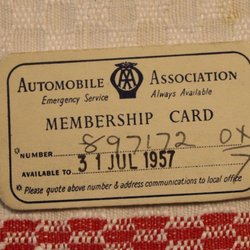 AUTOMOBILE AA ASSOCIATION
Emergency Service Always Available
MEMBERSHIP CARD
*NUMBER 897172
AVAILABLE TO 31 JUL 1957
*Please quote above number & address communications to local office